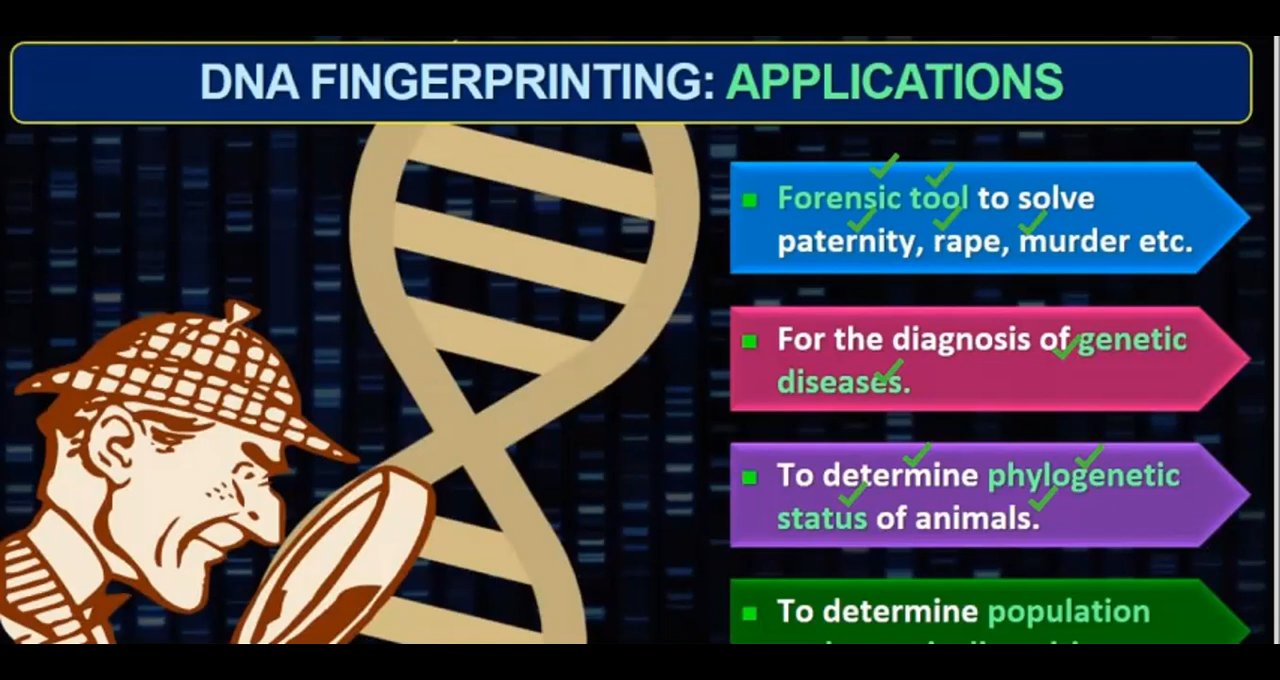 DNA FINGERPRINTING: APPLICATIONS
Forensic tool to solve
paternity, rape, murder etc.
For the diagnosis of genetic
diseases.
To determine phylogenetic
status of animals.
To determine population